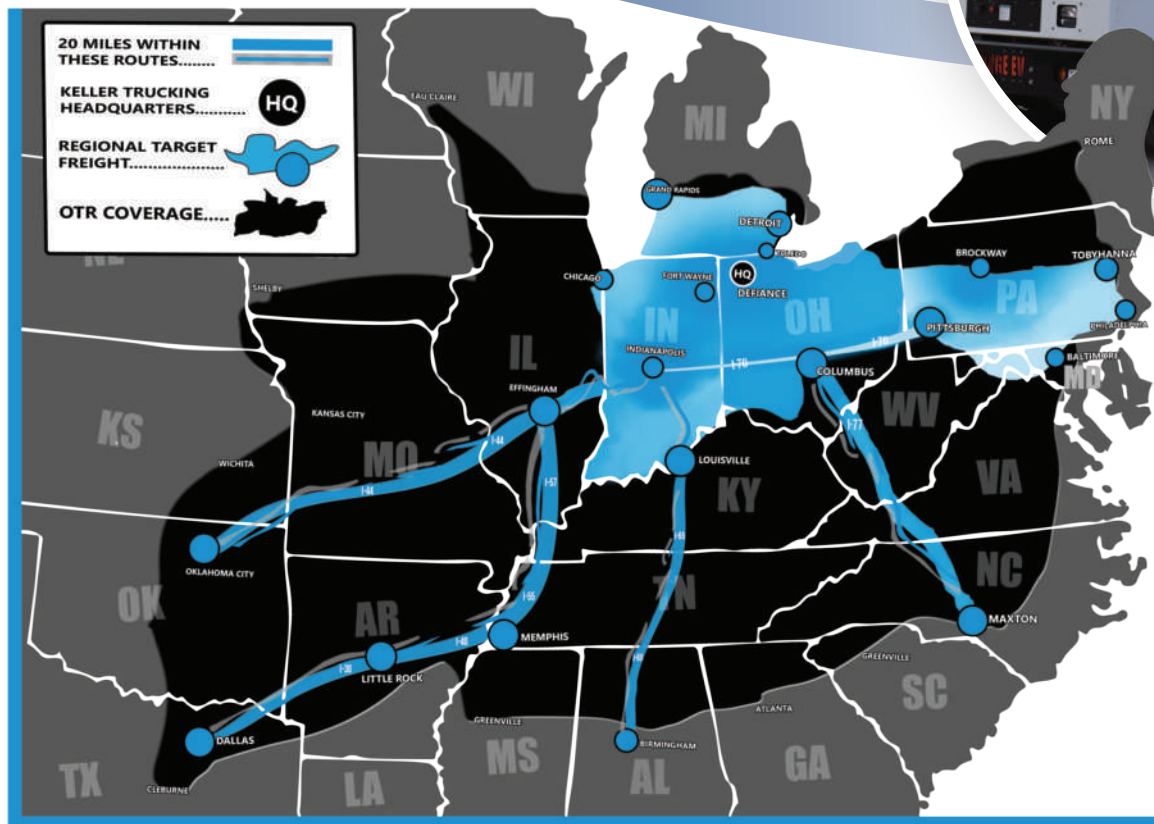 20 MILES WITHIN
THESE ROUTES........
KELLER TRUCKING
HEADQUARTERS...........
HQ
REGIONAL TARGET
FREIGHT.....................
OTR COVERAGE.....
WI
EAU CLAIRE
MI
NY
ROME
GRAND RAPIDS
DETROIT
TOLEDO
BROCKWAY
TOBYHANNA
CHICAGO
FORT WAYNE
HQ
DEFIANCE
SHELBY
IN
OH
PA
PITTSBURGH
PHILADELPHIA
IL
INDIANAPOLIS
I-70
COLUMBUS
BALTIMORE
MD
EFFINGHAM
KANSAS CITY
WV
KS
MO
I-44
I-77
WICHITA
LOUISVILLE
I-44
I-57
KY
VA
OKLAHOMA CITY
I-65
NC
OK
AR
I-55
TN
MAXTON
I-40
MEMPHIS
I-30
LITTLE ROCK
GREENVILLE
SC
ATLANTA
DALLAS
GREENVILLE
BIRMINGHAM
TX
CLEBURNE
LA
MS
AL
GA